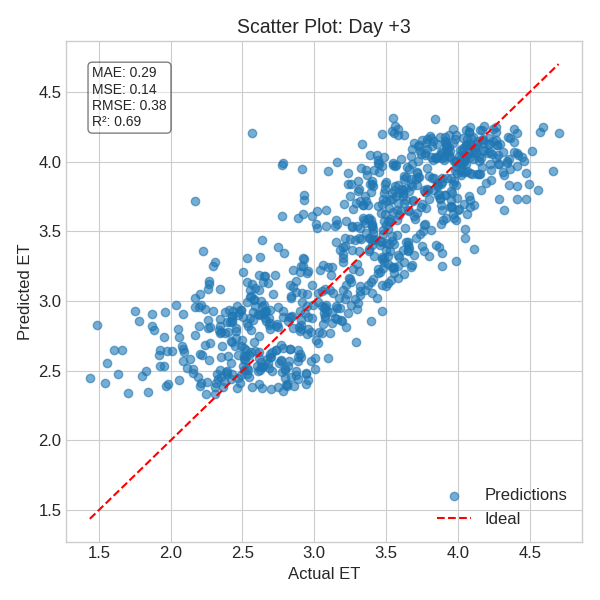 Scatter Plot: Day +3
MAE: 0.29
MSE: 0.14
RMSE: 0.38
R²: 0.69
Predicted ET
4.5
4.0
3.5
3.0
2.5
2.0
1.5
Predictions
Ideal
1.5 2.0 2.5 3.0 3.5 4.0 4.5
Actual ET